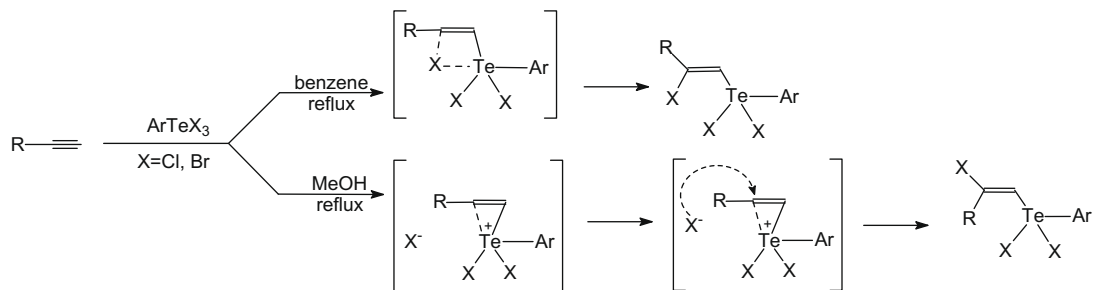 R
ArTeX₃
X=Cl, Br
benzene
reflux
R
X
Te
Ar
X
X
R
X
Te
Ar
X
X
MeOH
reflux
X⁻
R
+
Te
Ar
X
X
R
X⁻
+
Te
Ar
X
X
X
R
Te
Ar
X
X